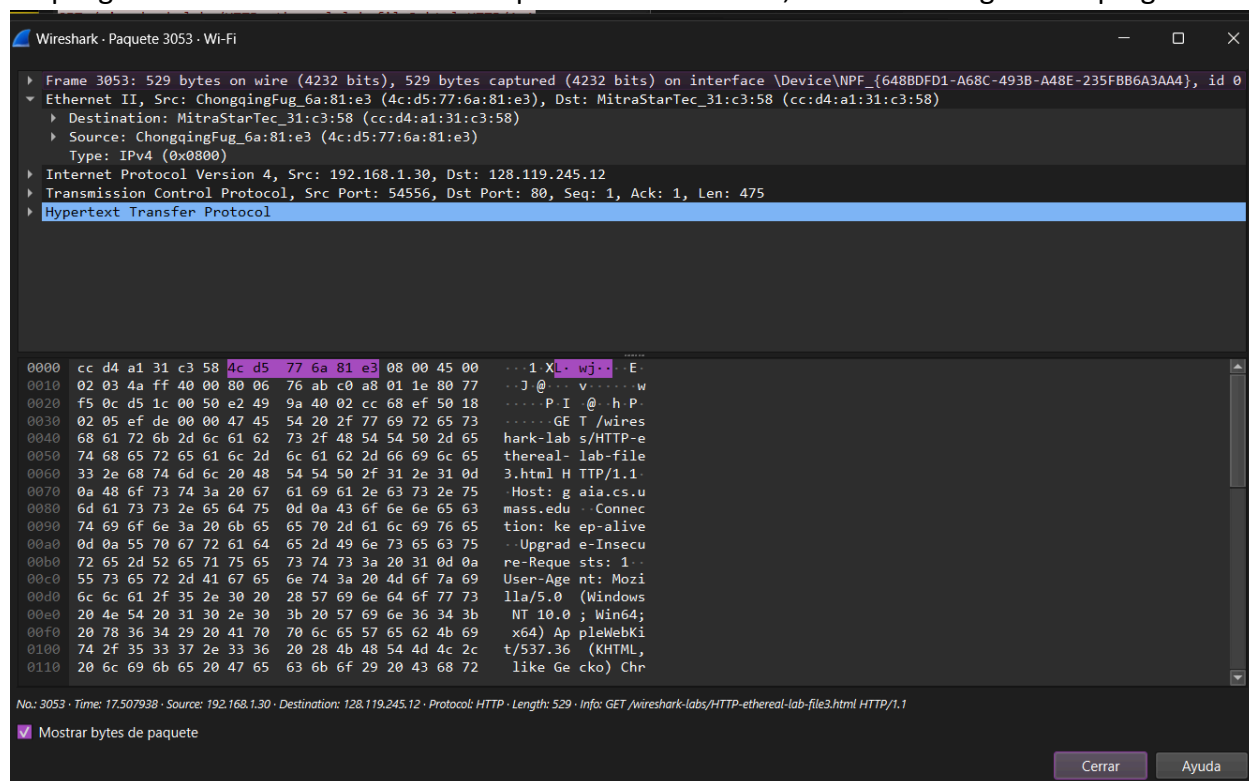 Wireshark · Paquete 3053 · Wi-Fi
Frame 3053: 529 bytes on wire (4232 bits), 529 bytes captured (4232 bits) on interface \Device\NPF_{648BDFD1-A68C-493B-A48E-235FBB6A3AA4}, id 0
Ethernet II, Src: ChongqingFug_6a:81:e3 (4c:d5:77:6a:81:e3), Dst: MitraStarTec_31:c3:58 (cc:d4:a1:31:c3:58)
Destination: MitraStarTec_31:c3:58 (cc:d4:a1:31:c3:58)
Source: ChongqingFug_6a:81:e3 (4c:d5:77:6a:81:e3)
Type: IPv4 (0x0800)
Internet Protocol Version 4, Src: 192.168.1.30, Dst: 128.119.245.12
Transmission Control Protocol, Src Port: 54556, Dst Port: 80, Seq: 1, Ack: 1, Len: 475
Hypertext Transfer Protocol
0000 cc d4 a1 31 c3 58 4c d5 77 6a 81 e3 08 00 45 00 ···1·XL· wj····E·
0010 02 03 4a ff 40 00 80 06 76 ab c0 a8 01 1e 80 77 ··J·@··· v······w
0020 f5 0c d5 1c 00 50 e2 49 9a 40 02 cc 68 ef 50 18 ·····P·I ·@··h·P·
0030 02 05 ef de 00 00 47 45 54 20 2f 77 69 72 65 73 ······GE T /wires
0040 68 61 72 6b 2d 6c 61 62 73 2f 48 54 54 50 2d 65 hark-lab s/HTTP-e
0050 74 68 65 72 65 61 6c 2d 6c 61 62 2d 66 69 6c 65 thereal- lab-file
0060 33 2e 68 74 6d 6c 20 48 54 54 50 2f 31 2e 31 0d 3.html H TTP/1.1·
0070 0a 48 6f 73 74 3a 20 67 61 69 61 2e 63 73 2e 75 ·Host: g aia.cs.u
0080 6d 61 73 73 2e 65 64 75 0d 0a 43 6f 6e 6e 65 63 mass.edu ··Connec
0090 74 69 6f 6e 3a 20 6b 65 65 70 2d 61 6c 69 76 65 tion: ke ep-alive
00a0 0d 0a 55 70 67 72 61 64 65 2d 49 6e 73 65 63 75 ··Upgrad e-Insecu
00b0 72 65 2d 52 65 71 75 65 73 74 73 3a 20 31 0d 0a re-Reque sts: 1··
00c0 55 73 65 72 2d 41 67 65 6e 74 3a 20 4d 6f 7a 69 User-Age nt: Mozi
00d0 6c 6c 61 2f 35 2e 30 20 28 57 69 6e 64 6f 77 73 lla/5.0 (Windows
00e0 20 4e 54 20 31 30 2e 30 3b 20 57 69 6e 36 34 3b NT 10.0 ; Win64;
00f0 20 78 36 34 29 20 41 70 70 6c 65 57 65 62 4b 69 x64) Ap pleWebKi
0100 74 2f 35 33 37 2e 33 36 20 28 4b 48 54 4d 4c 2c t/537.36 (KHTML,
0110 20 6c 69 6b 65 20 47 65 63 6b 6f 29 20 43 68 72 like Ge cko) Chr
No.: 3053 · Time: 17.507938 · Source: 192.168.1.30 · Destination: 128.119.245.12 · Protocol: HTTP · Length: 529 · Info: GET /wireshark-labs/HTTP-ethereal-lab-file3.html HTTP/1.1
Mostrar bytes de paquete
Cerrar
Ayuda